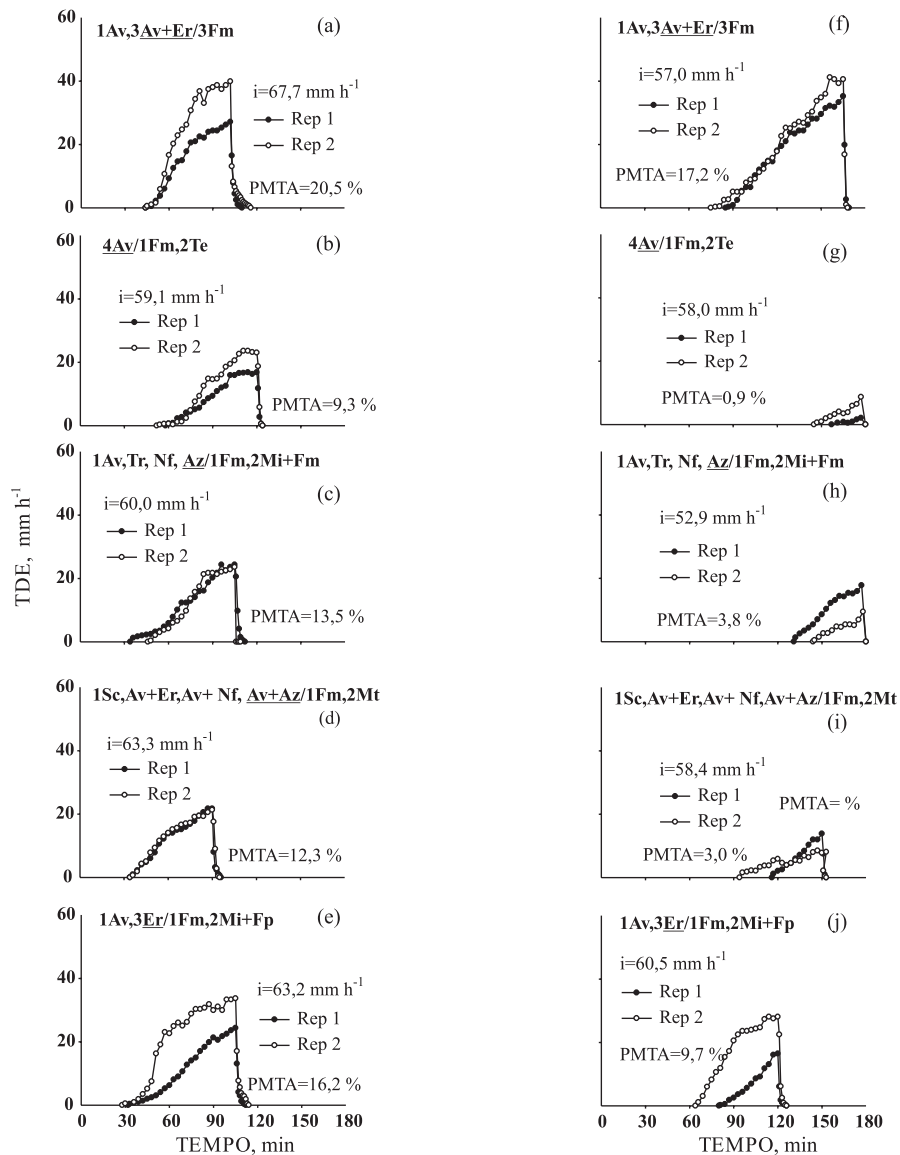 TDE, mm h-1
60
40
20
0
1Av,3Av+Er/3Fm
(a)
i=67,7 mm h-1
Rep 1
Rep 2
PMTA=20,5 %
1Av,3Av+Er/3Fm
(f)
i=57,0 mm h-1
Rep 1
Rep 2
PMTA=17,2 %
60
40
20
0
4Av/1Fm,2Te
(b)
i=59,1 mm h-1
Rep 1
Rep 2
PMTA=9,3 %
4Av/1Fm,2Te
(g)
i=58,0 mm h-1
Rep 1
Rep 2
PMTA=0,9 %
60
40
20
0
1Av,Tr, Nf, Az/1Fm,2Mi+Fm
(c)
i=60,0 mm h-1
Rep 1
Rep 2
PMTA=13,5 %
1Av,Tr, Nf, Az/1Fm,2Mi+Fm
(h)
i=52,9 mm h-1
Rep 1
Rep 2
PMTA=3,8 %
60
40
20
0
1Sc,Av+Er,Av+ Nf, Av+Az/1Fm,2Mt
(d)
i=63,3 mm h-1
Rep 1
Rep 2
PMTA=12,3 %
1Sc,Av+Er,Av+ Nf,Av+Az/1Fm,2Mt
(i)
i=58,4 mm h-1
Rep 1
PMTA= %
Rep 2
PMTA=3,0 %
60
40
20
0
1Av,3Er/1Fm,2Mi+Fp
(e)
i=63,2 mm h-1
Rep 1
Rep 2
PMTA=16,2 %
0 30 60 90 120 150 180
TEMPO, min
1Av,3Er/1Fm,2Mi+Fp
(j)
i=60,5 mm h-1
Rep 1
Rep 2
PMTA=9,7 %
0 30 60 90 120 150 180
TEMPO, min